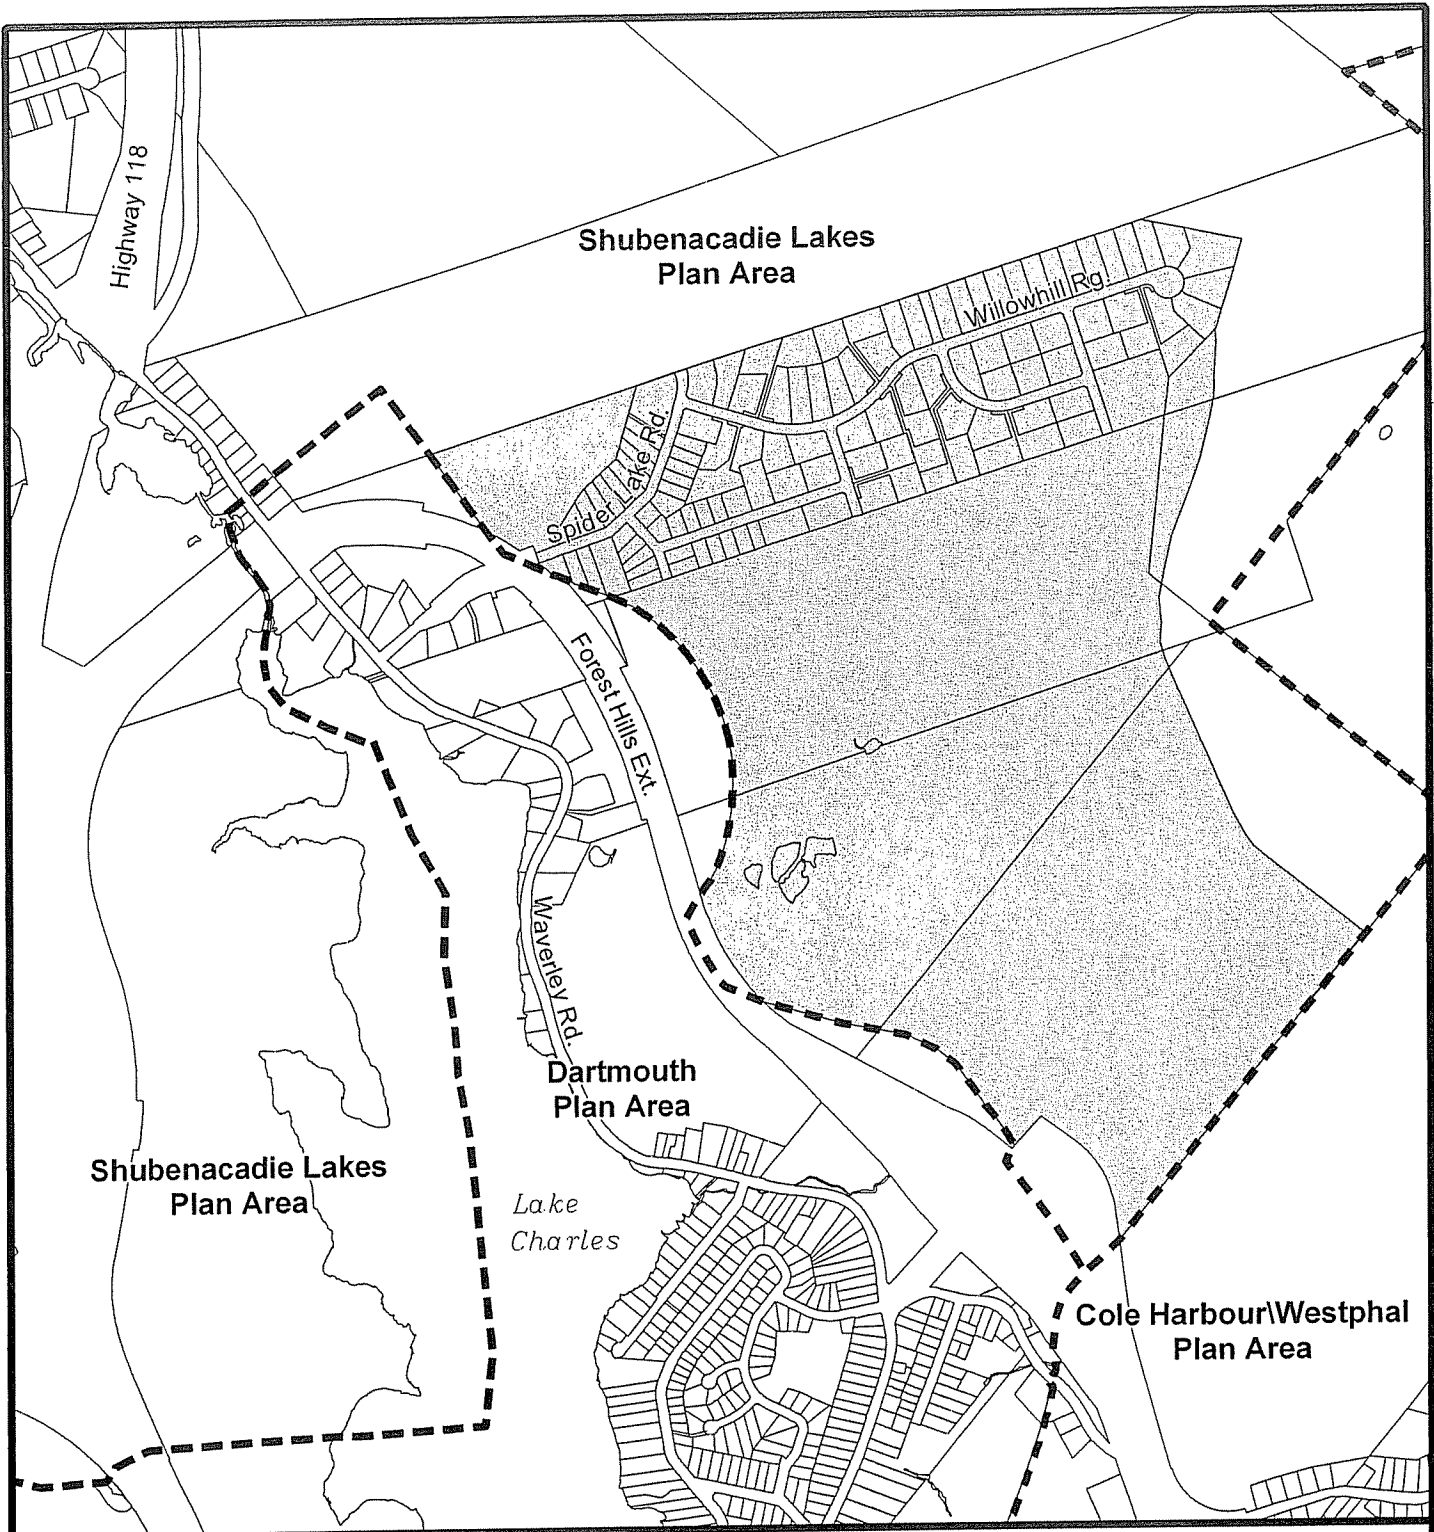 Highway 118
Shubenacadie Lakes
Plan Area
Willowhill Rg.
Spider Lake Rd.
Forest Hills Ext.
Waverley Rd.
Dartmouth
Plan Area
Shubenacadie Lakes
Plan Area
Lake
Charles
Cole Harbour\Westphal
Plan Area